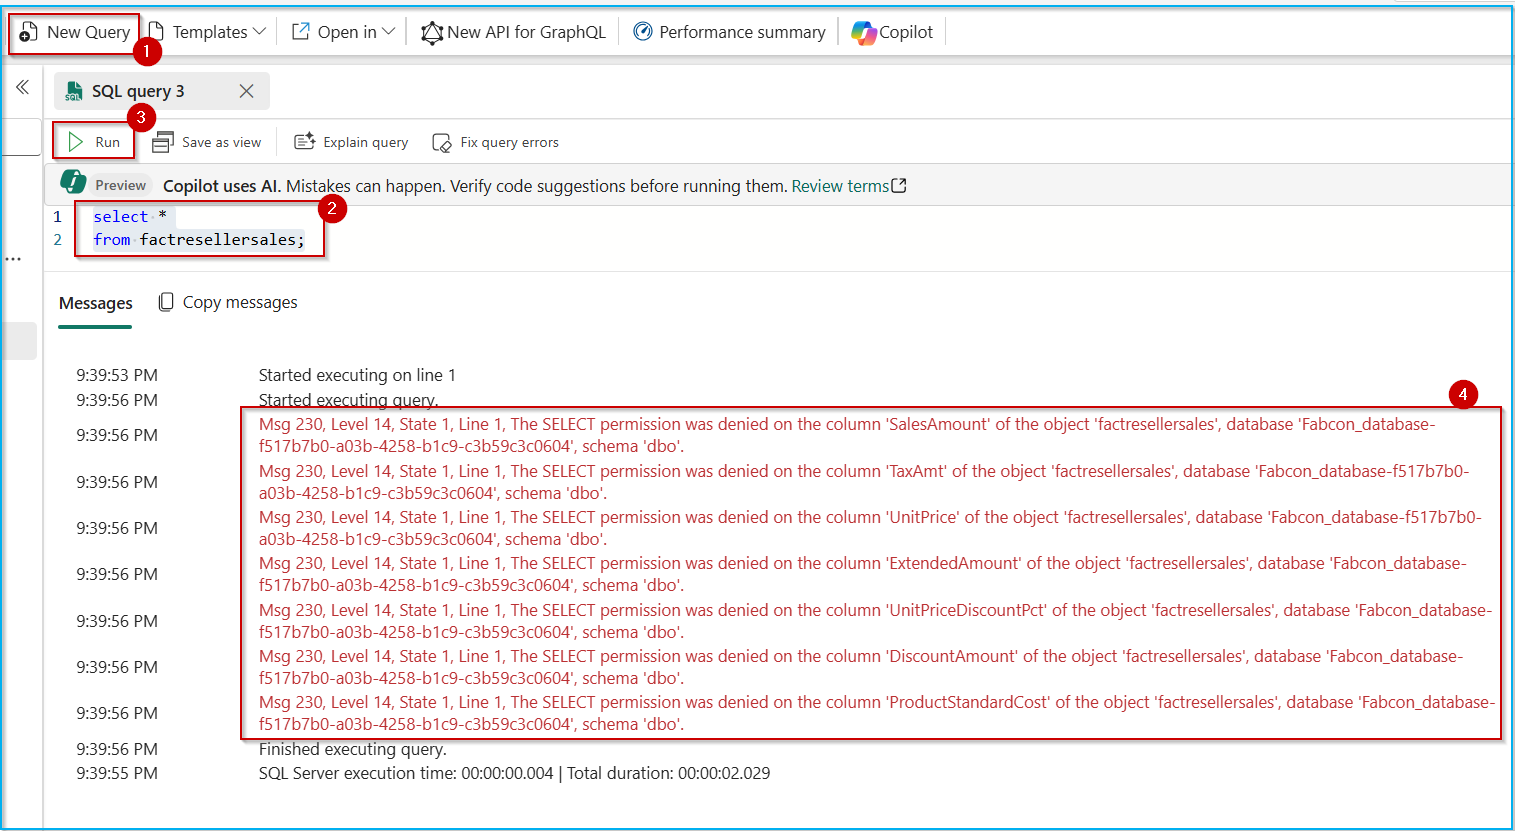 New Query Templates Open in New API for GraphQL Performance summary Copilot
1
SQL query 3
3
Run Save as view Explain query Fix query errors
Preview Copilot uses AI. Mistakes can happen. Verify code suggestions before running them. Review terms
2
1 select *
2 from factresellersales;
...
Messages Copy messages
9:39:53 PM Started executing on line 1
9:39:56 PM Started executing query.
4
9:39:56 PM Msg 230, Level 14, State 1, Line 1, The SELECT permission was denied on the column 'SalesAmount' of the object 'factresellersales', database 'Fabcon_database-
f517b7b0-a03b-4258-b1c9-c3b59c3c0604', schema 'dbo'.
9:39:56 PM Msg 230, Level 14, State 1, Line 1, The SELECT permission was denied on the column 'TaxAmt' of the object 'factresellersales', database 'Fabcon_database-f517b7b0-
a03b-4258-b1c9-c3b59c3c0604', schema 'dbo'.
9:39:56 PM Msg 230, Level 14, State 1, Line 1, The SELECT permission was denied on the column 'UnitPrice' of the object 'factresellersales', database 'Fabcon_database-f517b7b0-
a03b-4258-b1c9-c3b59c3c0604', schema 'dbo'.
9:39:56 PM Msg 230, Level 14, State 1, Line 1, The SELECT permission was denied on the column 'ExtendedAmount' of the object 'factresellersales', database 'Fabcon_database-
f517b7b0-a03b-4258-b1c9-c3b59c3c0604', schema 'dbo'.
9:39:56 PM Msg 230, Level 14, State 1, Line 1, The SELECT permission was denied on the column 'UnitPriceDiscountPct' of the object 'factresellersales', database 'Fabcon_database-
f517b7b0-a03b-4258-b1c9-c3b59c3c0604', schema 'dbo'.
9:39:56 PM Msg 230, Level 14, State 1, Line 1, The SELECT permission was denied on the column 'DiscountAmount' of the object 'factresellersales', database 'Fabcon_database-
f517b7b0-a03b-4258-b1c9-c3b59c3c0604', schema 'dbo'.
9:39:56 PM Msg 230, Level 14, State 1, Line 1, The SELECT permission was denied on the column 'ProductStandardCost' of the object 'factresellersales', database 'Fabcon_database-
f517b7b0-a03b-4258-b1c9-c3b59c3c0604', schema 'dbo'.
9:39:56 PM Finished executing query.
9:39:55 PM SQL Server execution time: 00:00:00.004 | Total duration: 00:00:02.029